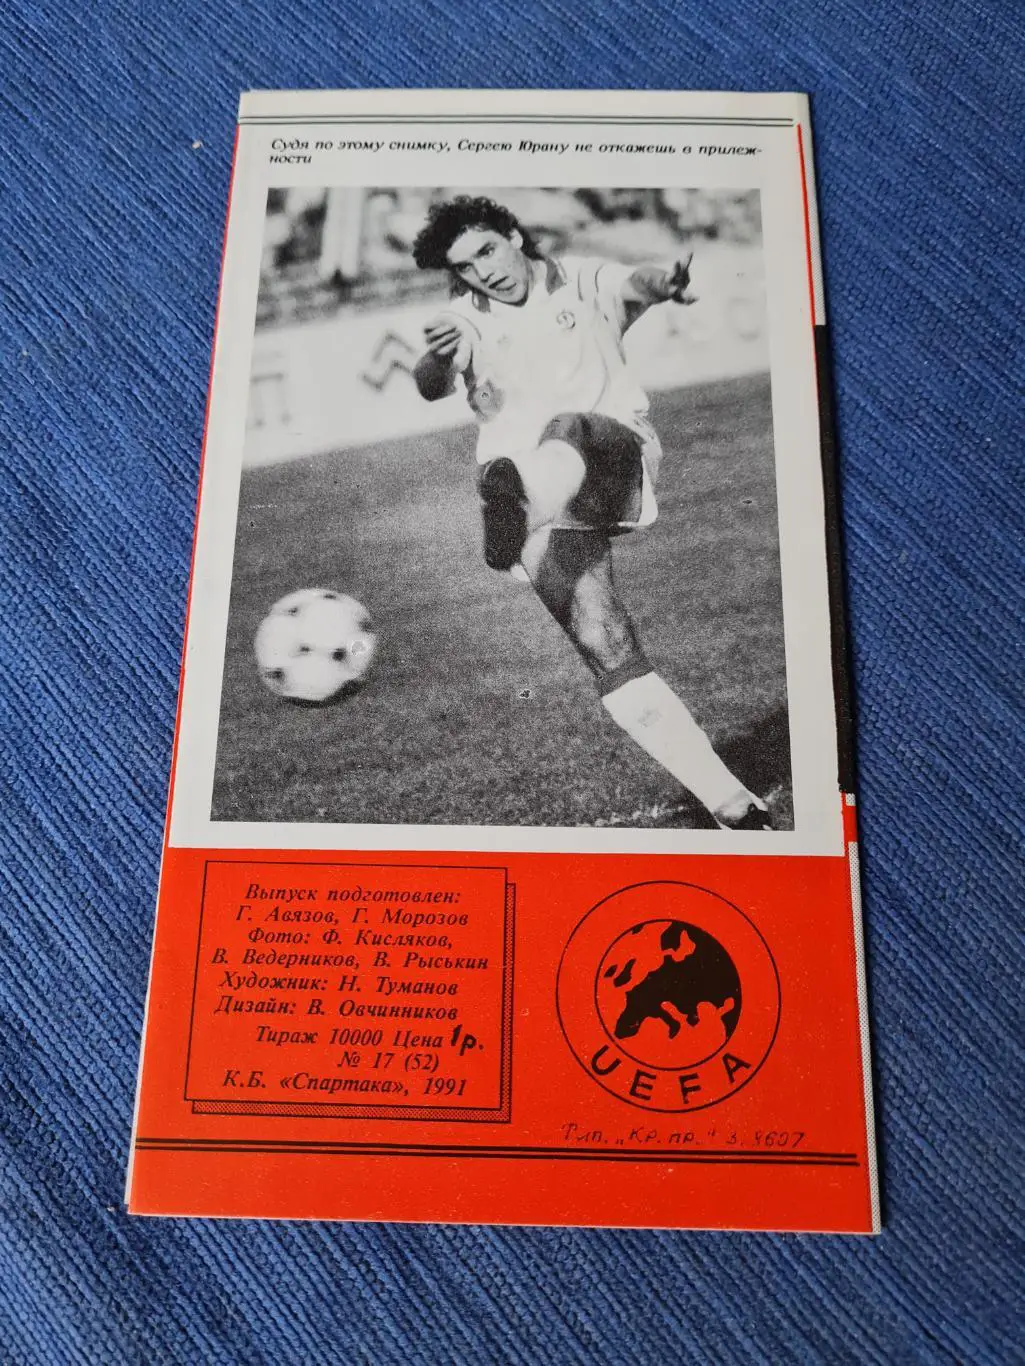 Судя по этому снимку, Сергею Юрану не откажешь в прилеж-
ности
Выпуск подготовлен:
Г. Авязов, Г. Морозов
Фото: Ф. Кисляков,
В. Ведерников, В. Рыськин
Художник: Н. Туманов
Дизайн: В. Овчинников
Тираж 10000 Цена 1р.
№ 17 (52)
К.Б. «Спартака», 1991
UEFA
Тип. „Кр. пр." З. 8607